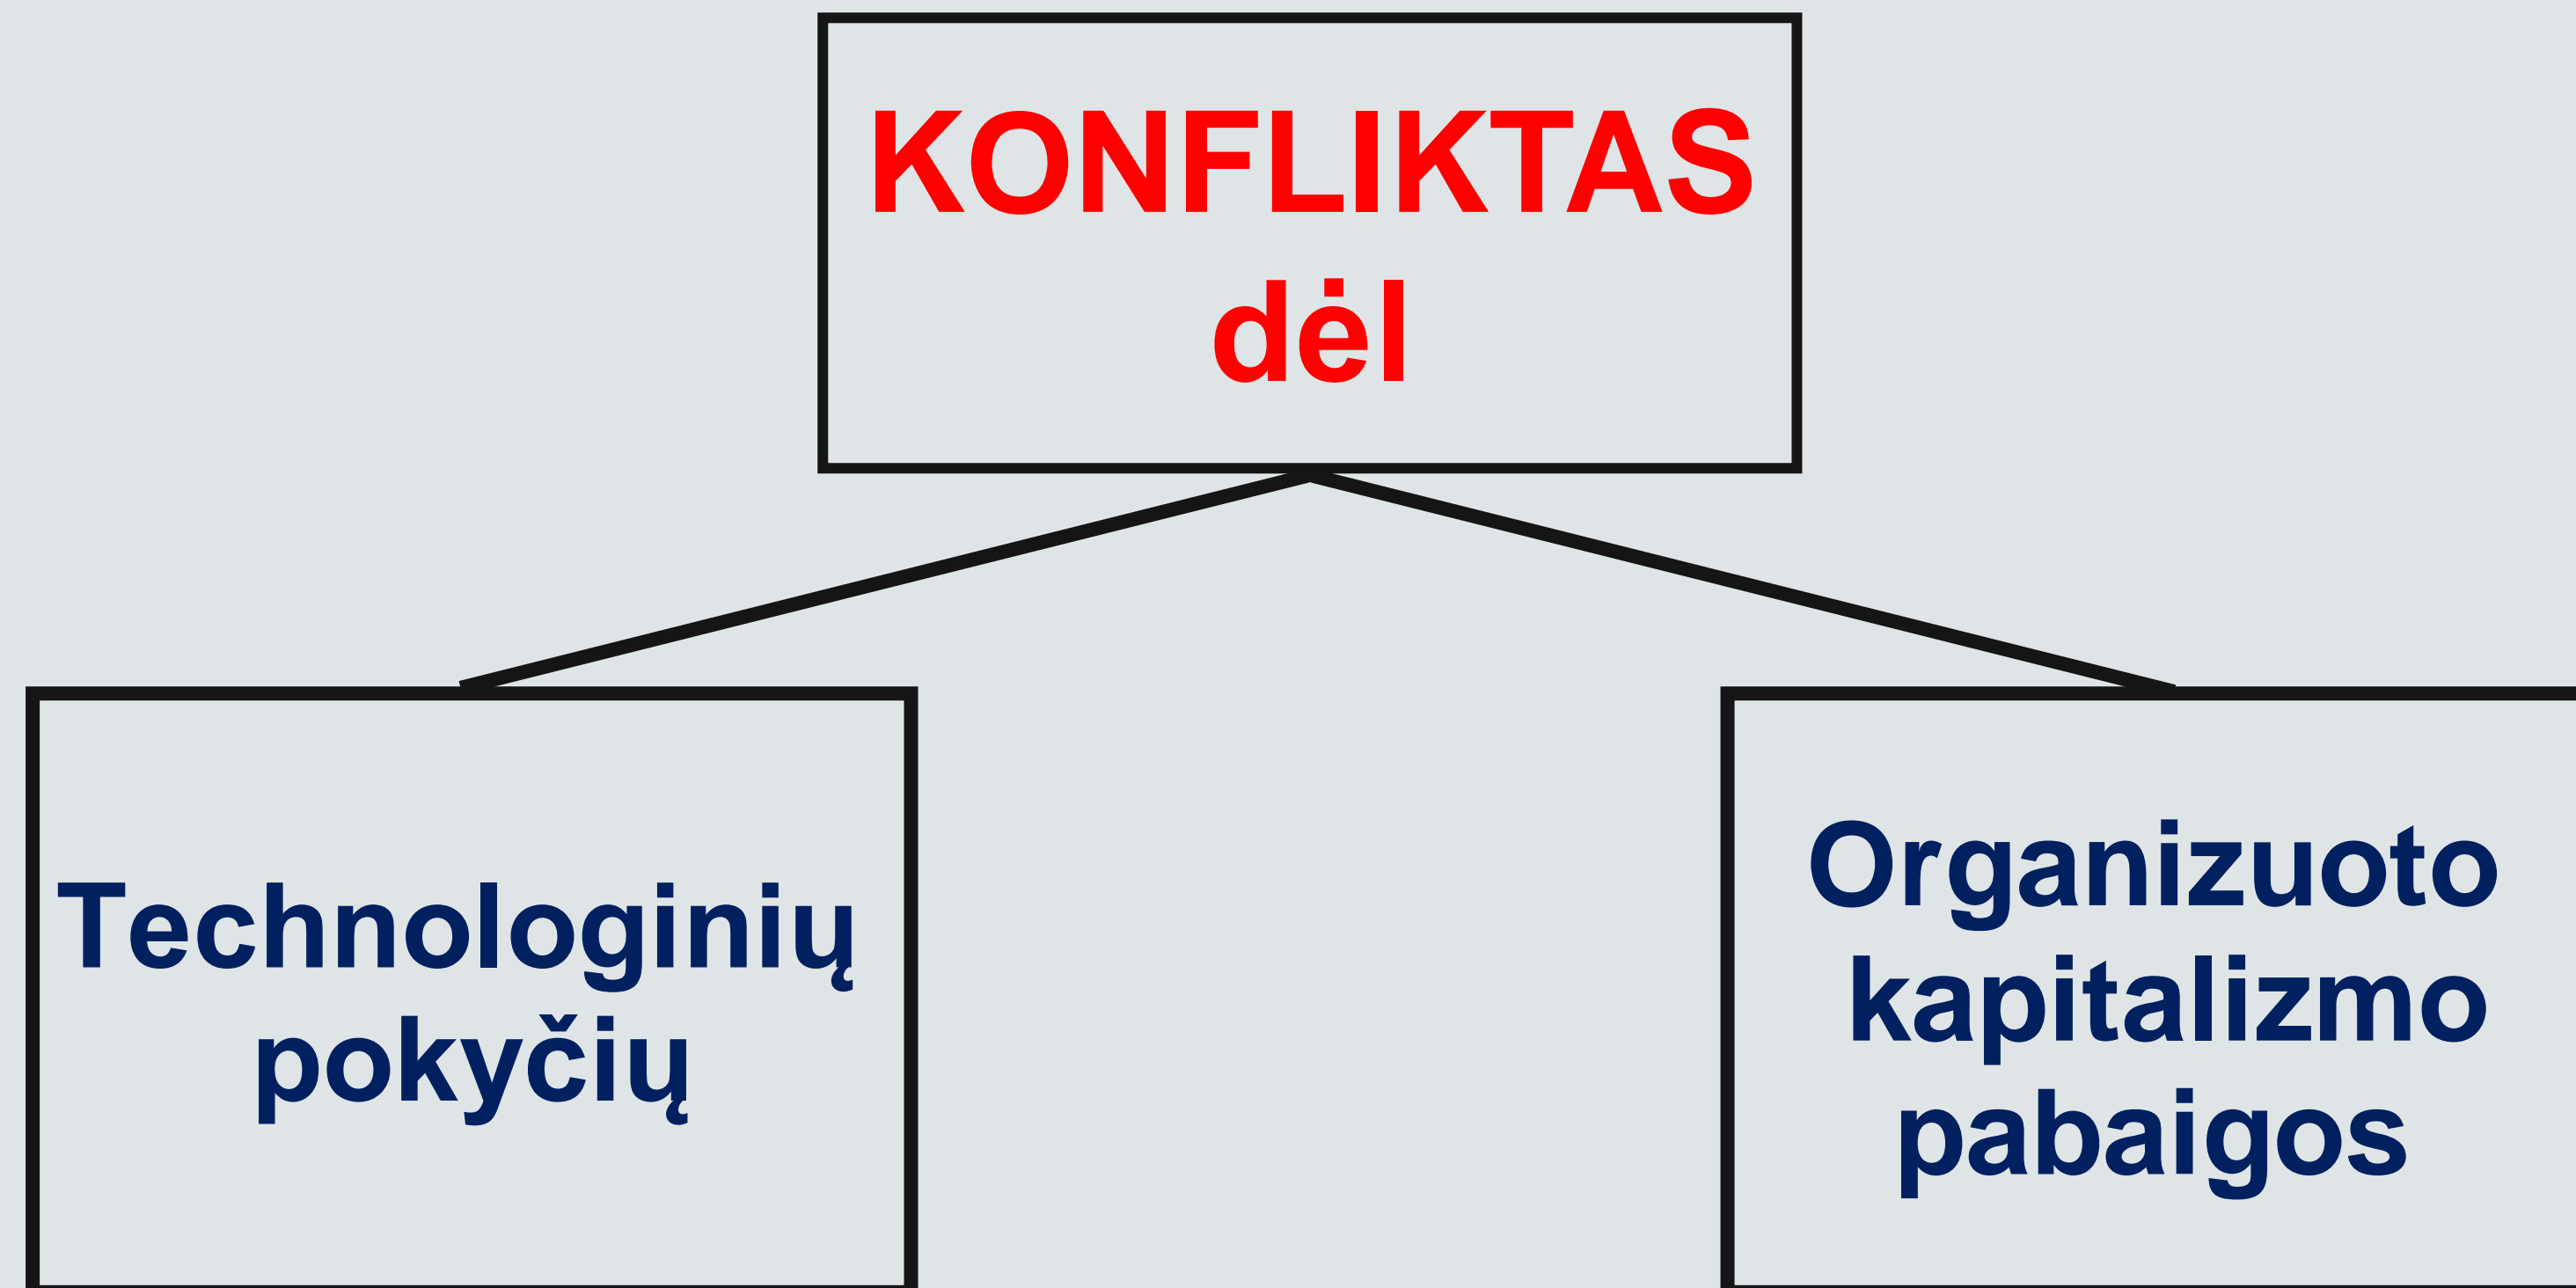 KONFLIKTAS
dėl
Technologinių
pokyčių
Organizuoto
kapitalizmo
pabaigos